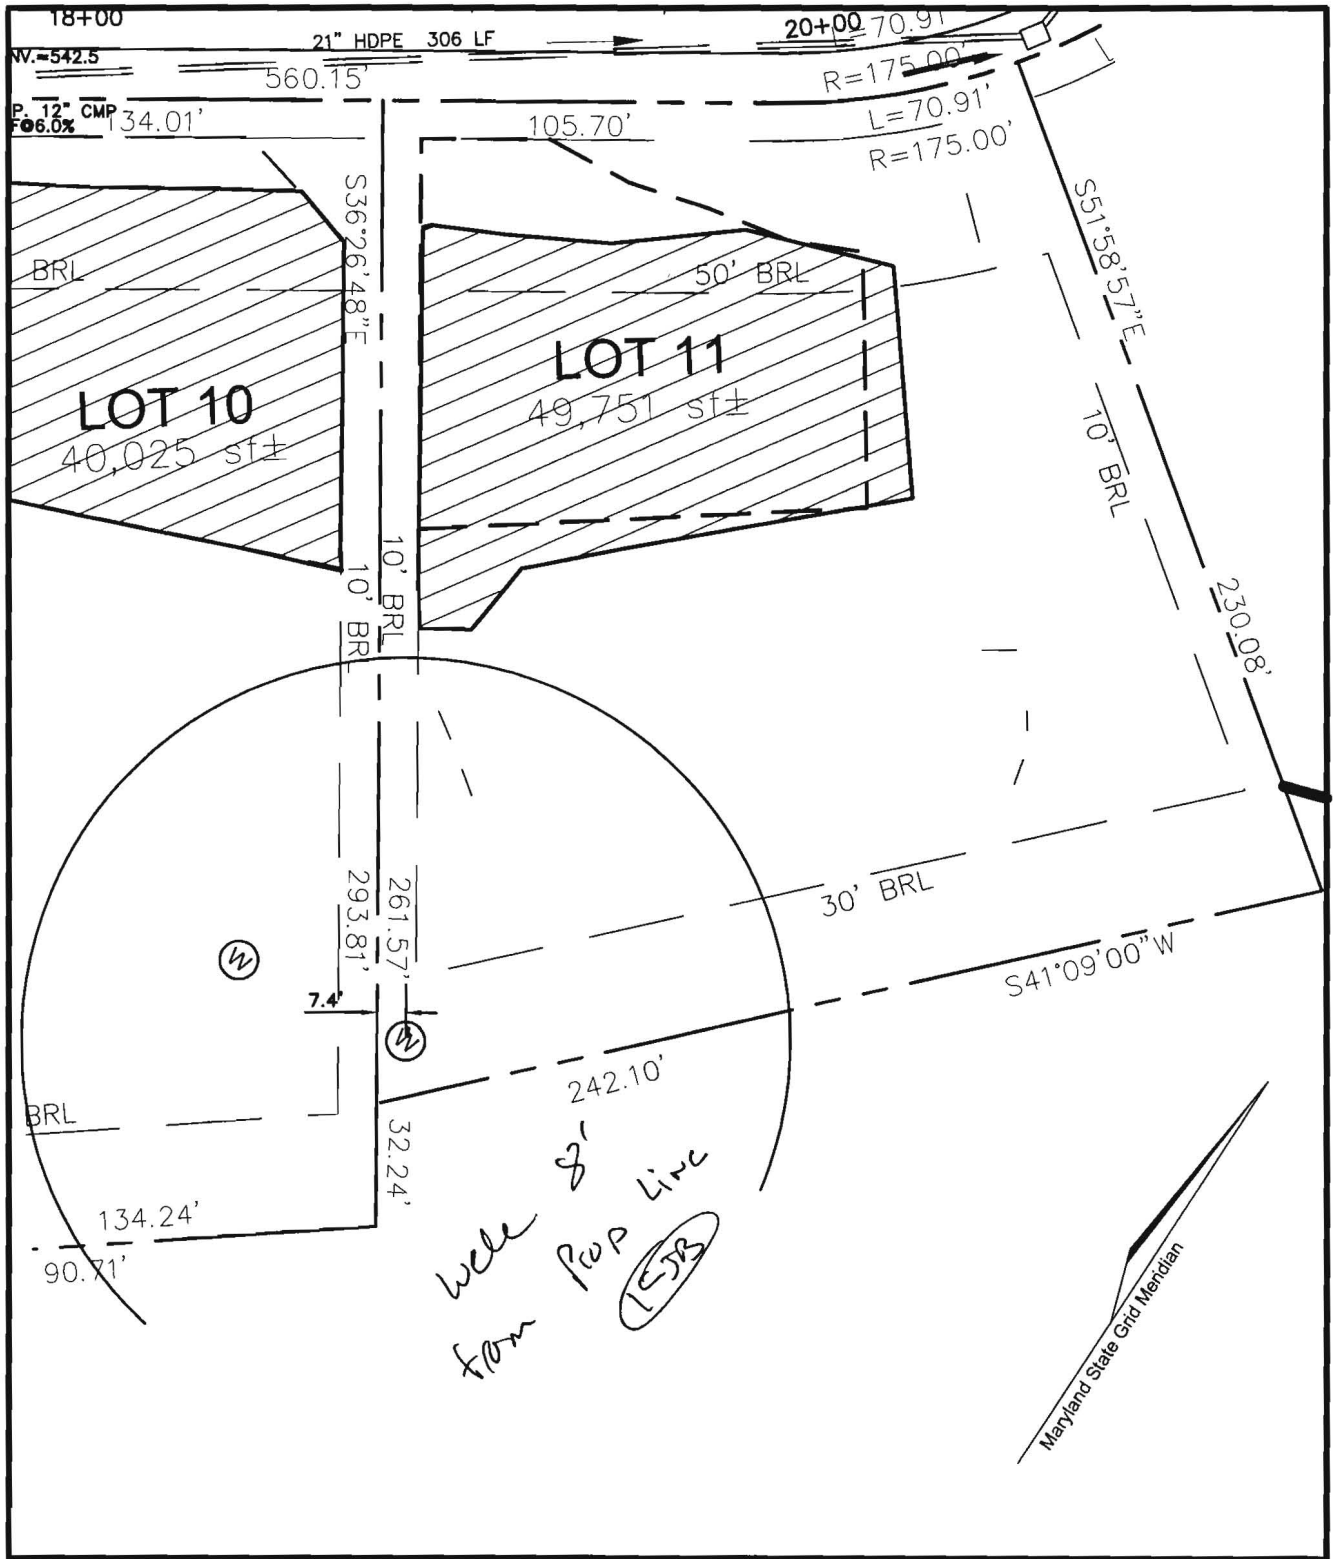 18+00
20+00
L=70.91'
21" HDPE 306 LF
NV.=542.5
560.15'
R=175.00'
P. 12" CMP
F@6.0%
134.01'
105.70'
L=70.91'
R=175.00'
S36°26'48"E
S51°58'57"E
BRL
50' BRL
LOT 10
40,025 sf±
LOT 11
49,751 sf±
10' BRL
10' BRL
10' BRL
230.08'
293.81'
261.57'
30' BRL
W
7.4'
W
S41°09'00"W
242.10'
BRL
32.24'
134.24'
90.71'
well 8'
from Prop Line
Maryland State Grid Meridian